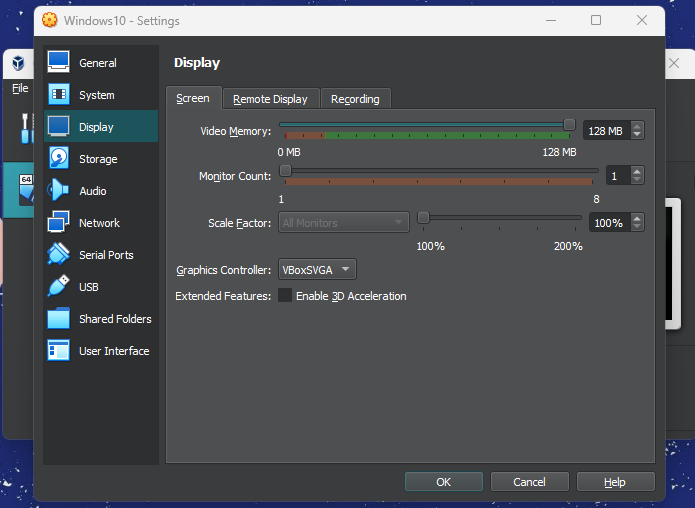 Windows10 - Settings
File
64
General
System
Display
Storage
Audio
Network
Serial Ports
USB
Shared Folders
User Interface
Display
Screen
Remote Display
Recording
Video Memory:
128 MB
0 MB
128 MB
Monitor Count:
1
1
8
Scale Factor:
All Monitors
100%
100%
200%
Graphics Controller:
VBoxSVGA
Extended Features:
Enable 3D Acceleration
OK
Cancel
Help